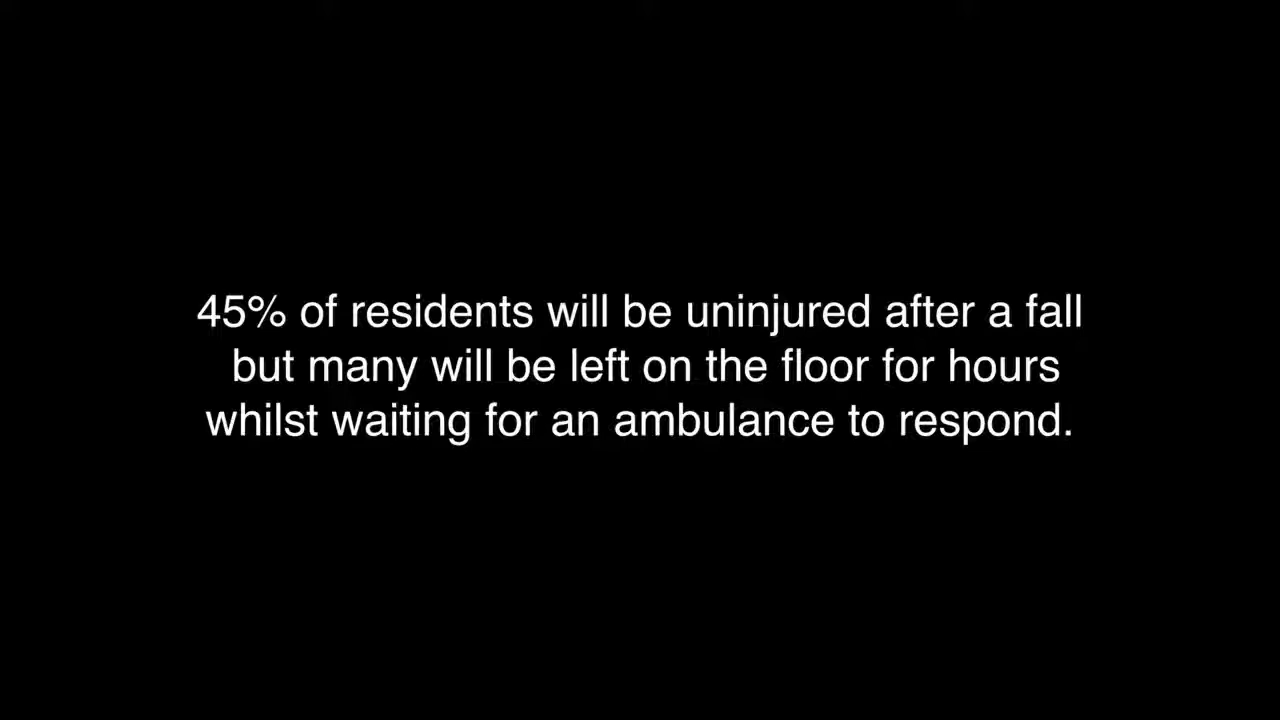 45% of residents will be uninjured after a fall
but many will be left on the floor for hours
whilst waiting for an ambulance to respond.